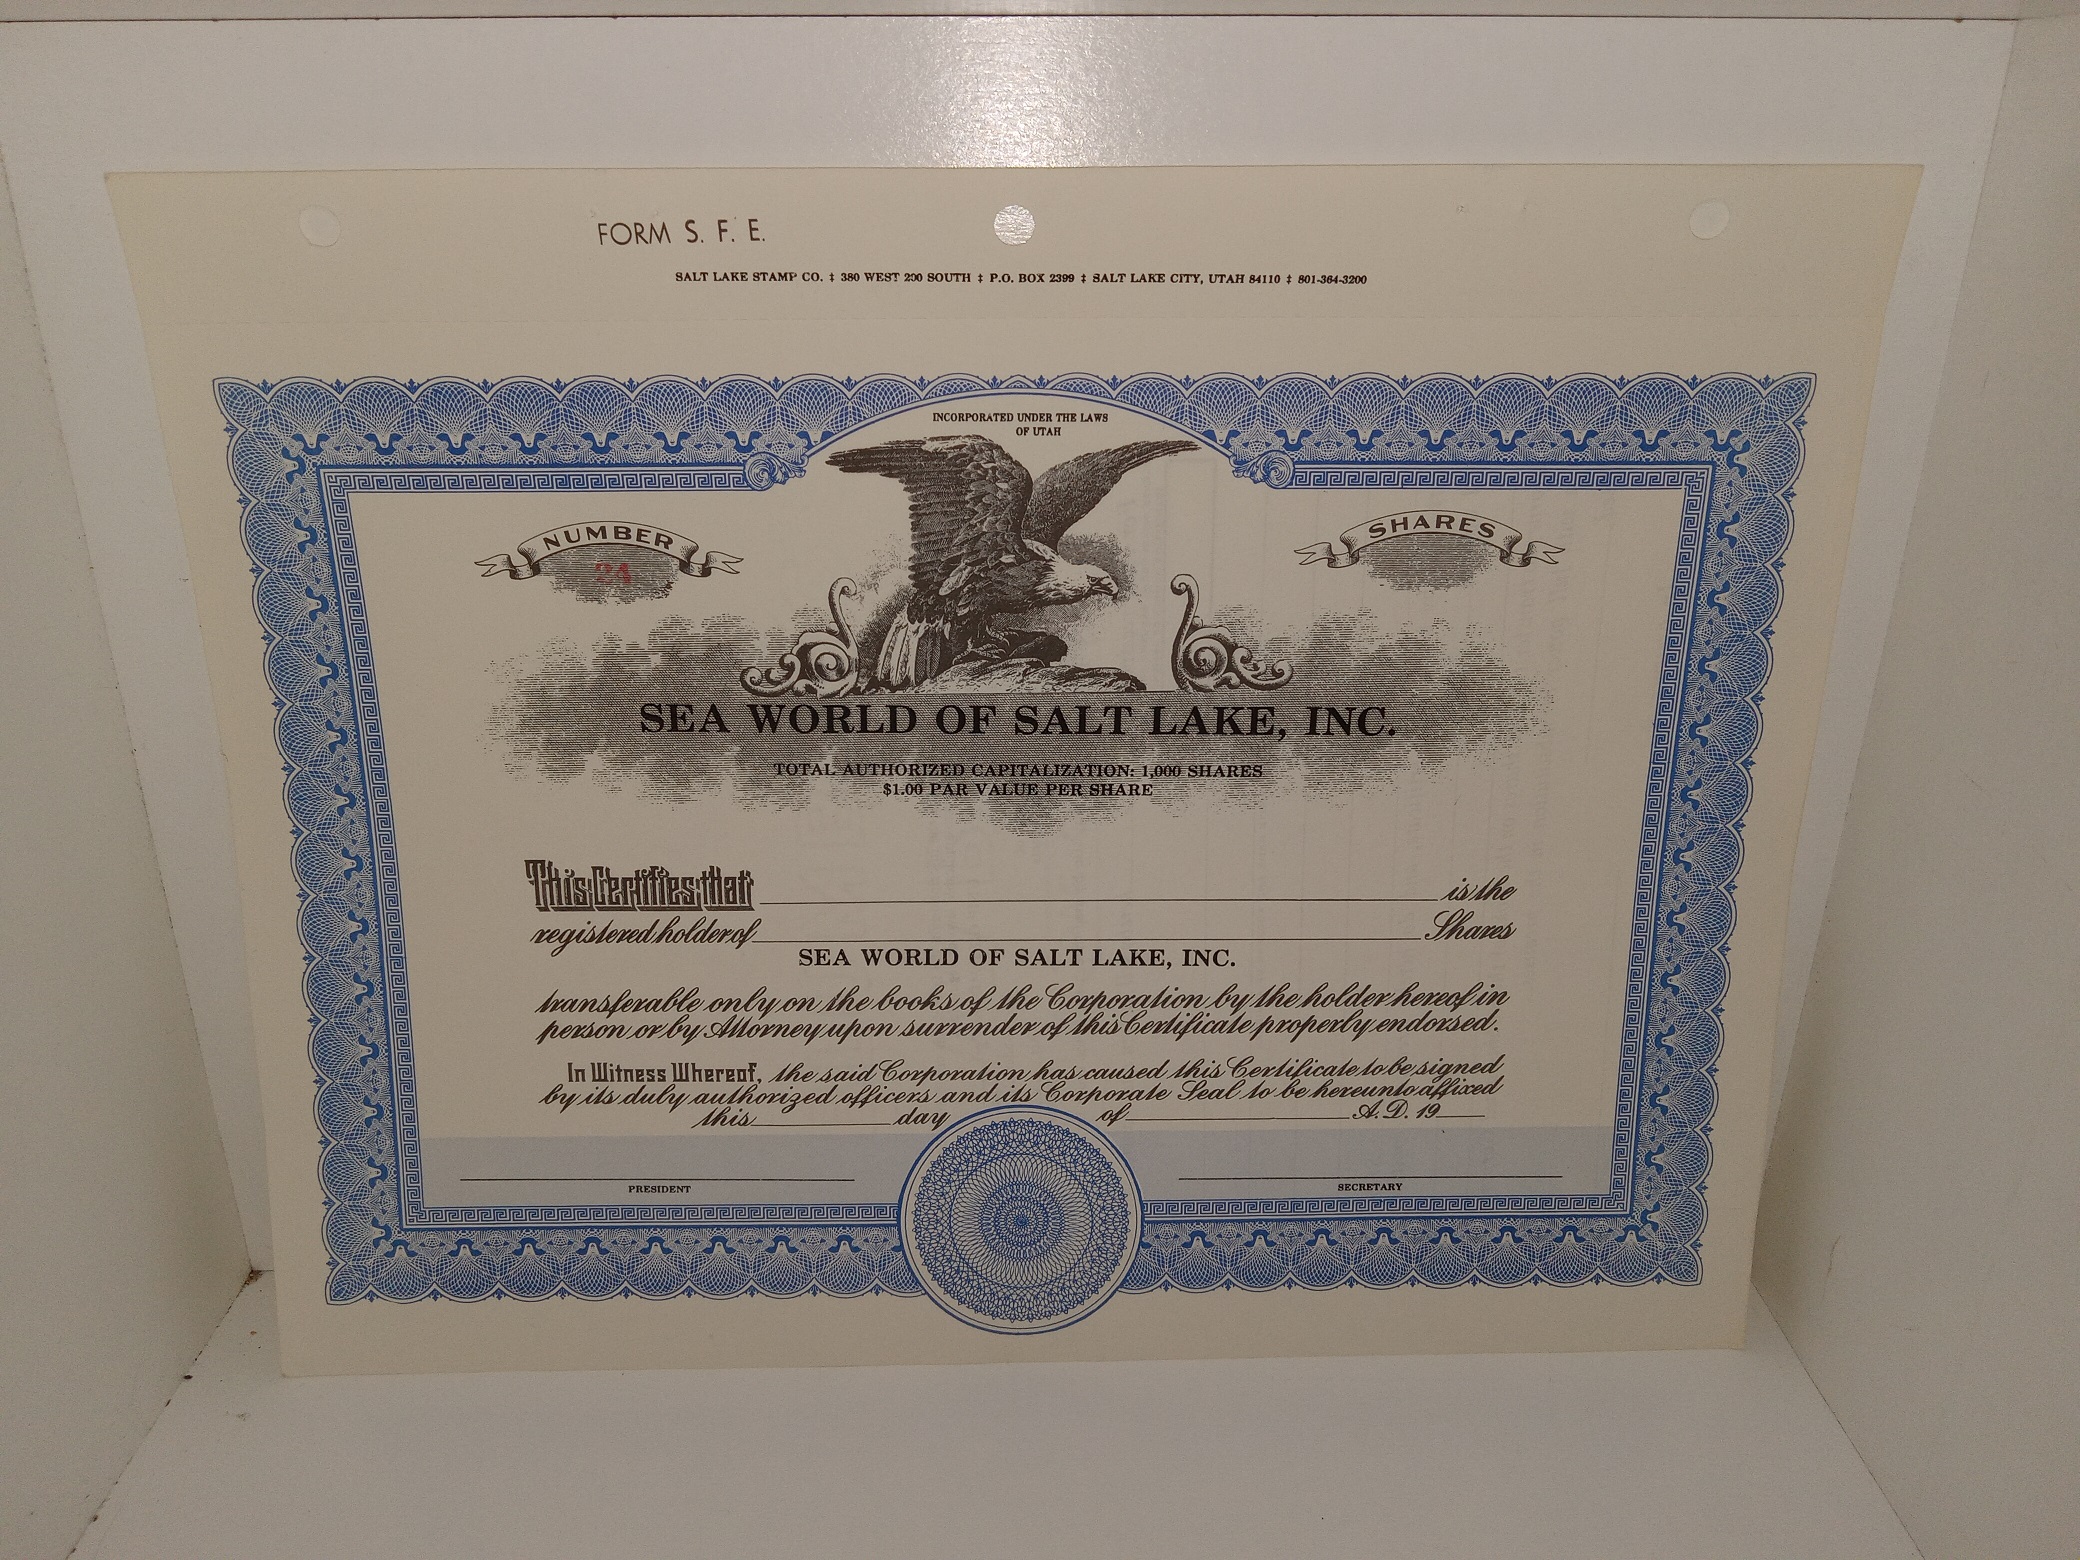 FORM S. F. E.
SALT LAKE STAMP CO. ‡ 380 WEST 200 SOUTH ‡ P.O. BOX 2399 ‡ SALT LAKE CITY, UTAH 84110 ‡ 801-364-3200
INCORPORATED UNDER THE LAWS
OF UTAH
NUMBER
24
SHARES
SEA WORLD OF SALT LAKE, INC.
TOTAL AUTHORIZED CAPITALIZATION: 1,000 SHARES
$1.00 PAR VALUE PER SHARE
This Certifies that is the
registered holder of Shares
SEA WORLD OF SALT LAKE, INC.
transferable only on the books of the Corporation by the holder hereof in
person or by Attorney upon surrender of this Certificate properly endorsed.
In Witness Whereof, the said Corporation has caused this Certificate to be signed
by its duly authorized officers and its Corporate Seal to be hereunto affixed
this day of A.D. 19
PRESIDENT
SECRETARY